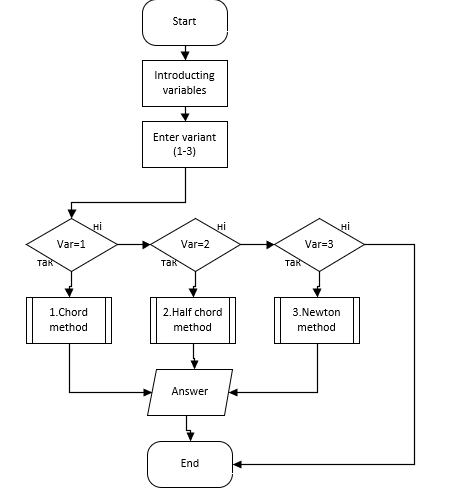 Start
Introducting
variables
Enter variant
(1-3)
Var=1
ні
так
Var=2
ні
так
Var=3
ні
так
1.Chord
method
2.Half chord
method
3.Newton
method
Answer
End